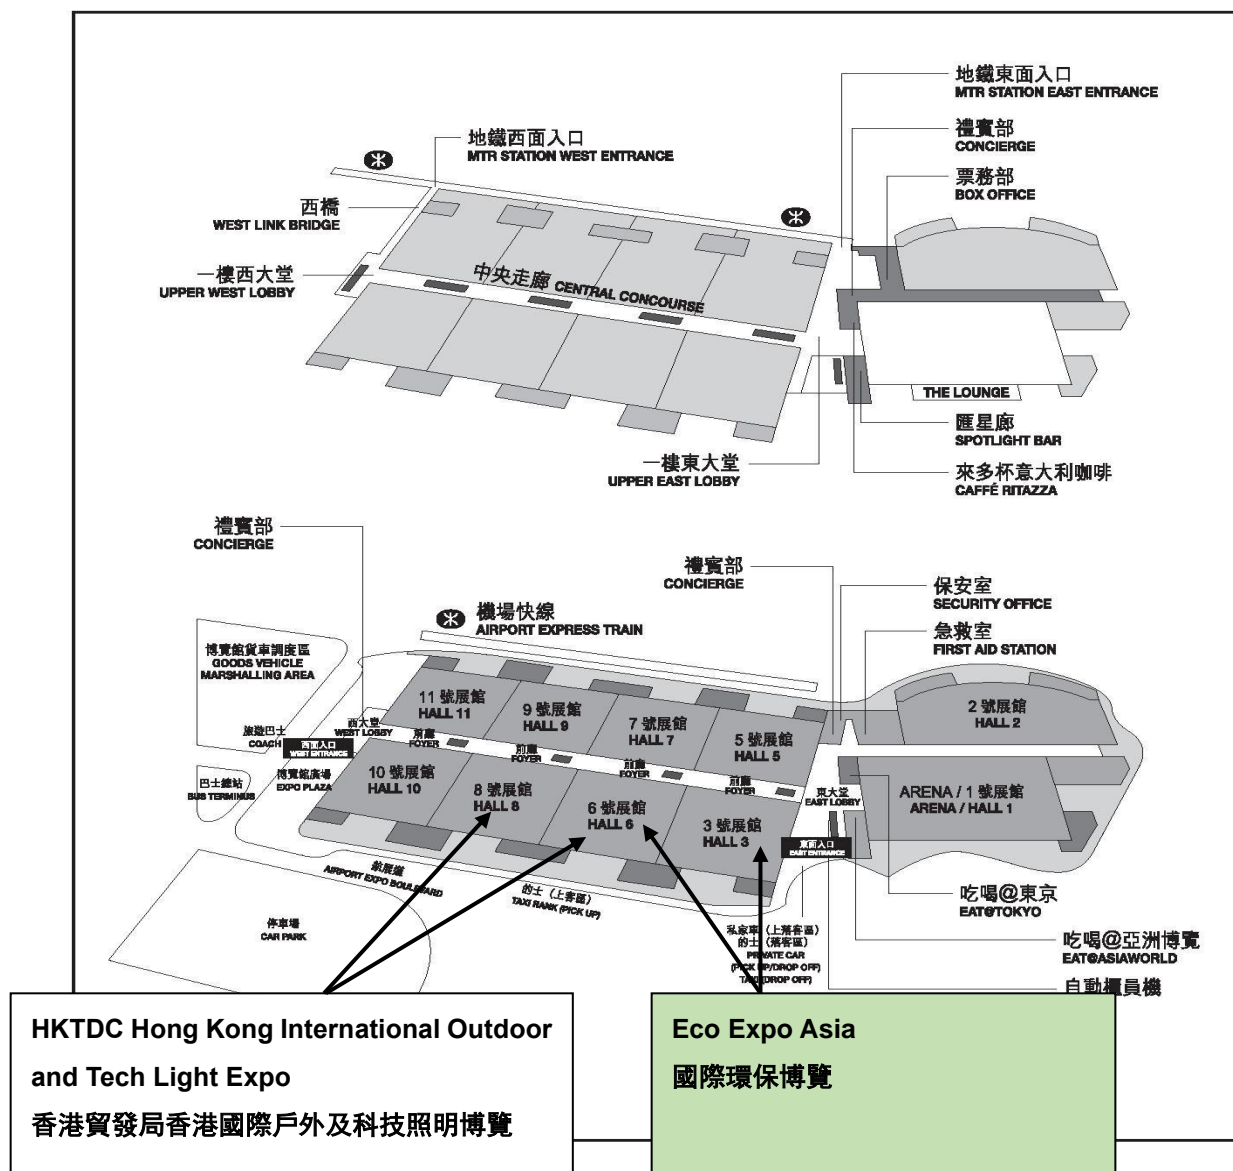 地鐵東面入口
MTR STATION EAST ENTRANCE
禮賓部
CONCIERGE
地鐵西面入口
MTR STATION WEST ENTRANCE
票務部
BOX OFFICE
西橋
WEST LINK BRIDGE
一樓西大堂
UPPER WEST LOBBY
中央走廊 CENTRAL CONCOURSE
THE LOUNGE
匯星廊
SPOTLIGHT BAR
一樓東大堂
UPPER EAST LOBBY
來多杯意大利咖啡
CAFFÉ RITAZZA
禮賓部
CONCIERGE
禮賓部
CONCIERGE
保安室
SECURITY OFFICE
機場快線
AIRPORT EXPRESS TRAIN
急救室
FIRST AID STATION
博覽館貨車調度區
GOODS VEHICLE
MARSHALLING AREA
11 號展館
HALL 11
9 號展館
HALL 9
7 號展館
HALL 7
5 號展館
HALL 5
2 號展館
HALL 2
旅遊巴士
COACH
西面入口
WEST ENTRANCE
西大堂
WEST LOBBY
前廳
FOYER
前廳
FOYER
前廳
FOYER
前廳
FOYER
巴士總站
BUS TERMINUS
博覽館廣場
EXPO PLAZA
10 號展館
HALL 10
8 號展館
HALL 8
6 號展館
HALL 6
3 號展館
HALL 3
東大堂
EAST LOBBY
ARENA / 1 號展館
ARENA / HALL 1
東面入口
EAST ENTRANCE
航展道
AIRPORT EXPO BOULEVARD
的士（上客區）
TAXI RANK (PICK UP)
吃喝@東京
EAT@TOKYO
停車場
CAR PARK
私家車（上落客區）
的士（落客區）
PRIVATE CAR
(PICK UP/DROP OFF)
TAXI (DROP OFF)
吃喝@亞洲博覽
EAT@ASIAWORLD
自動櫃員機
HKTDC Hong Kong International Outdoor
and Tech Light Expo
香港貿發局香港國際戶外及科技照明博覽
Eco Expo Asia
國際環保博覽